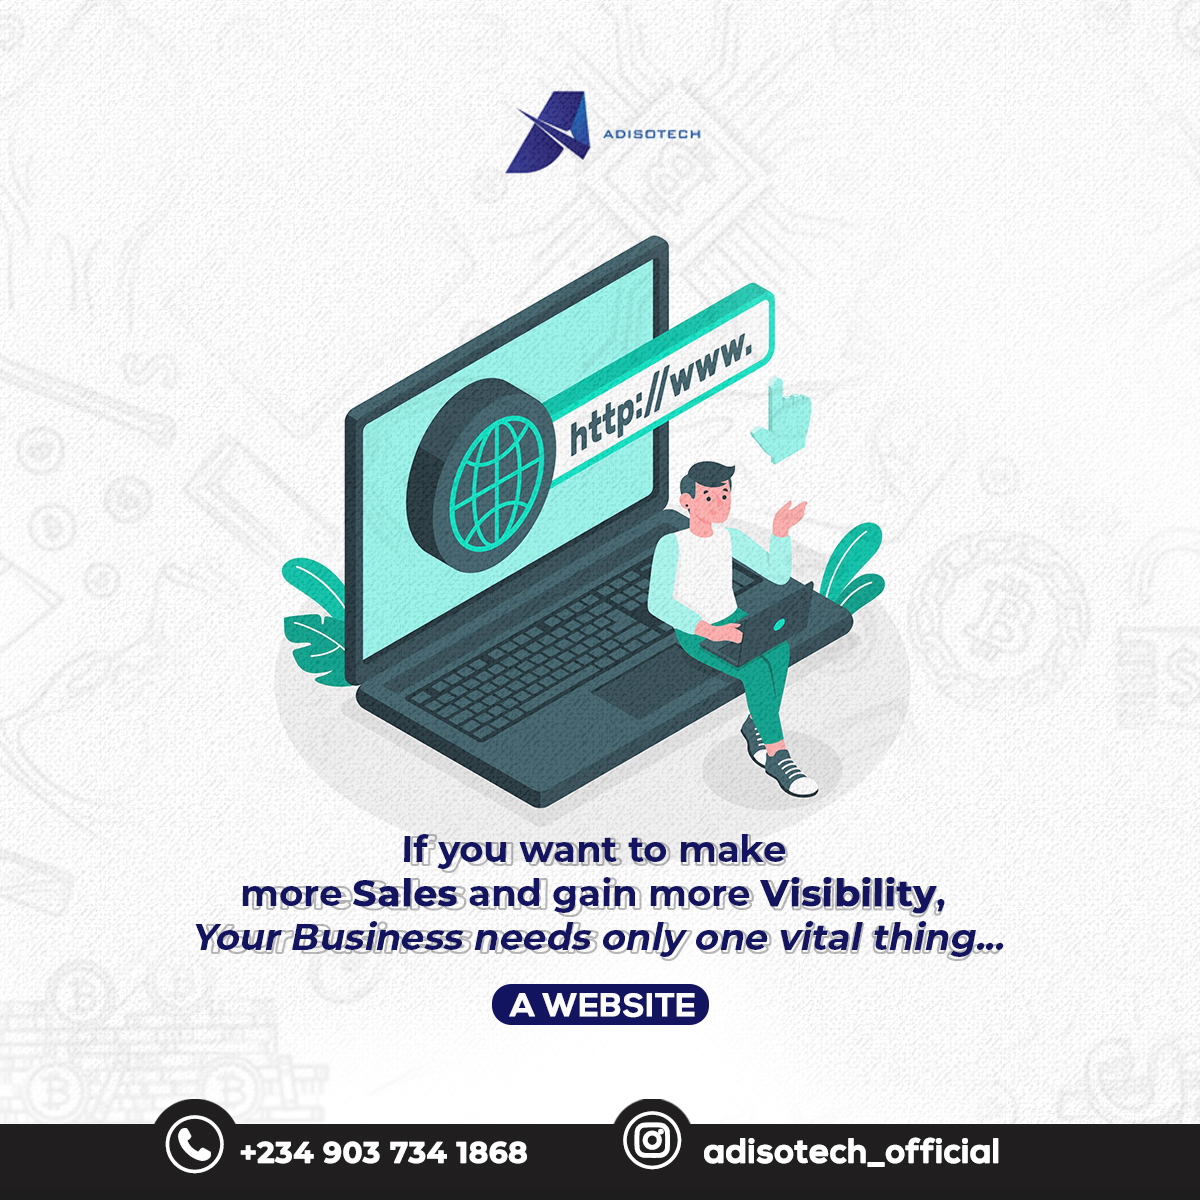 ADISOTECH
http://www.
If you want to make
more Sales and gain more Visibility,
Your Business needs only one vital thing...
A WEBSITE
+234 903 734 1868
adisotech_official